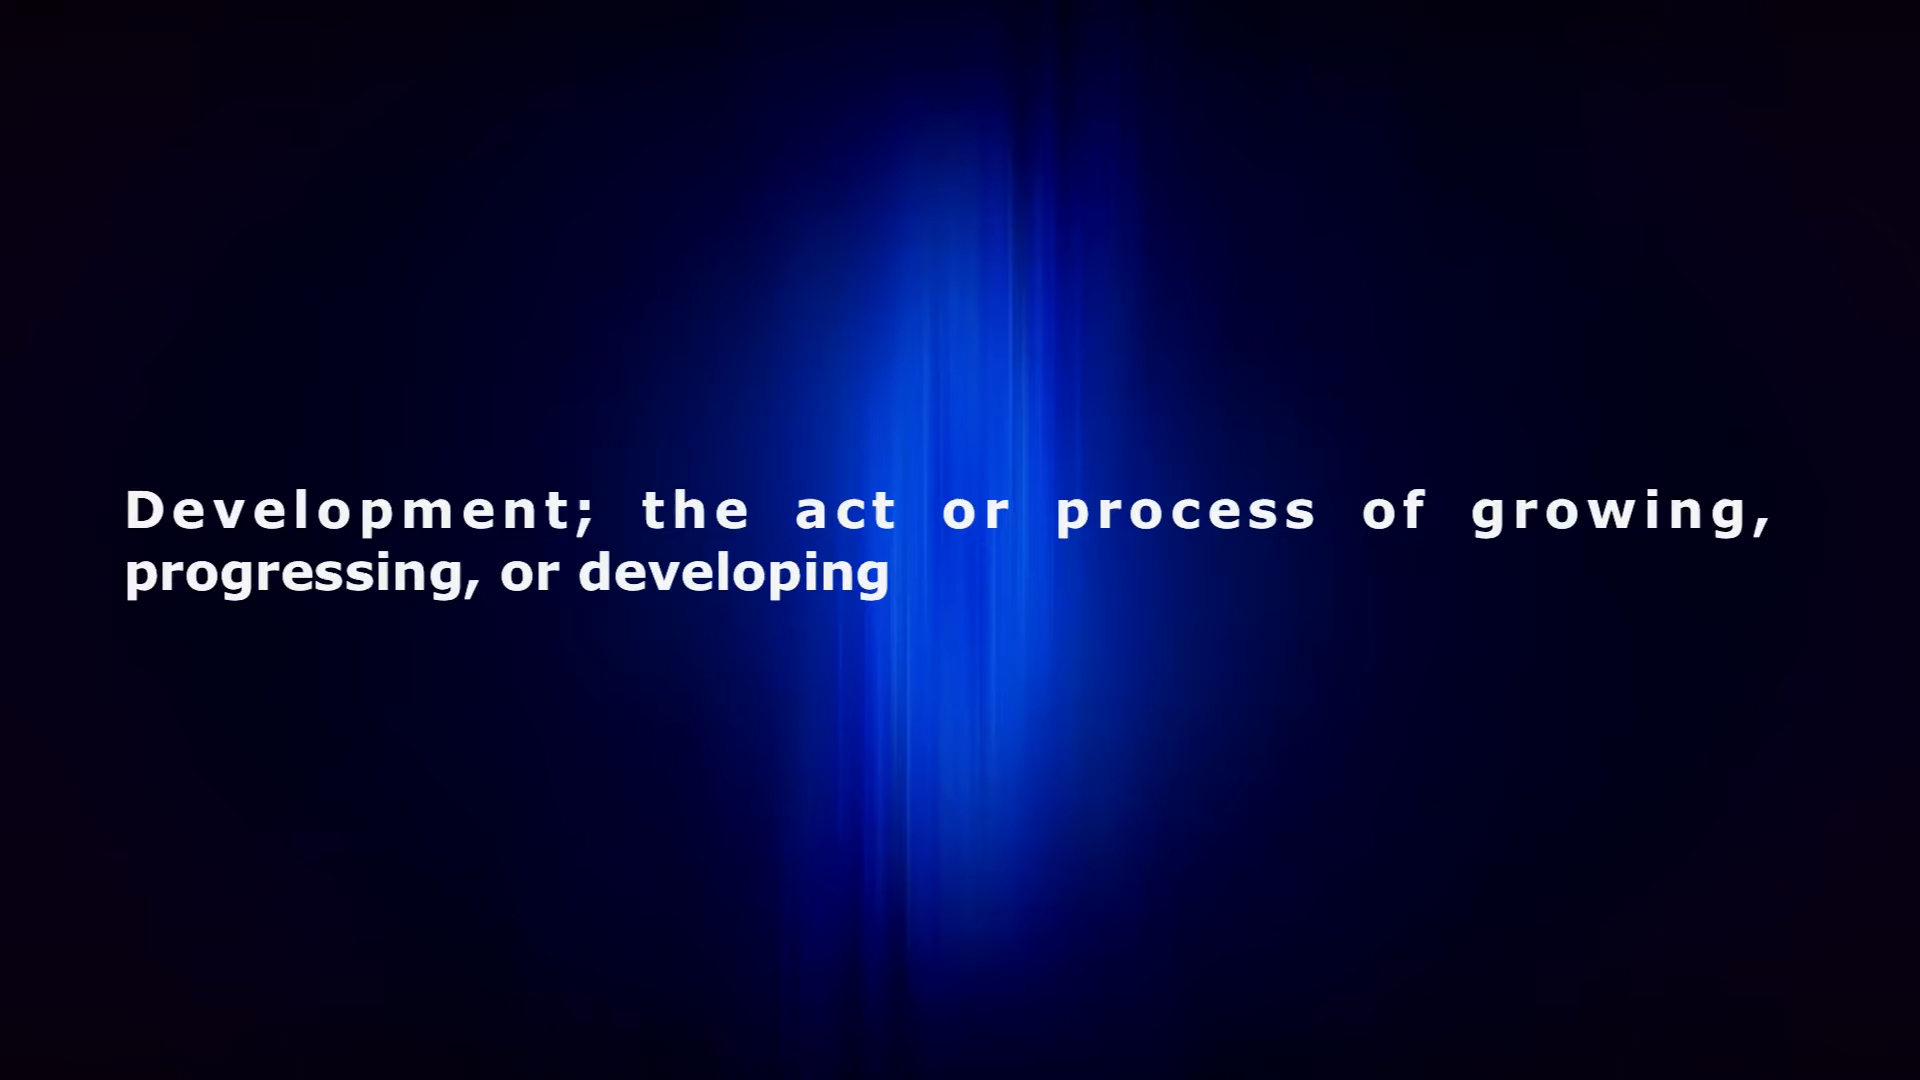 Development; the act or process of growing,
progressing, or developing